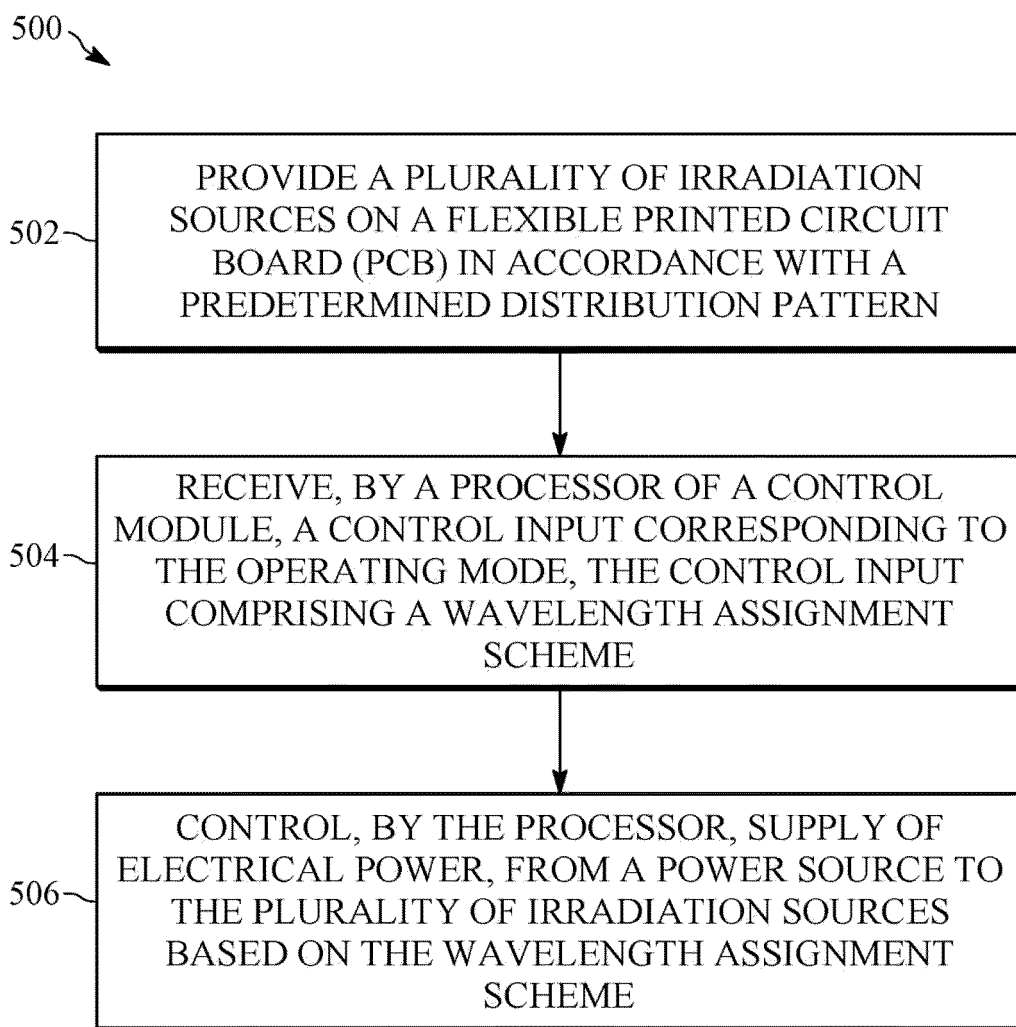 500
502
PROVIDE A PLURALITY OF IRRADIATION
SOURCES ON A FLEXIBLE PRINTED CIRCUIT
BOARD (PCB) IN ACCORDANCE WITH A
PREDETERMINED DISTRIBUTION PATTERN
504
RECEIVE, BY A PROCESSOR OF A CONTROL
MODULE, A CONTROL INPUT CORRESPONDING TO
THE OPERATING MODE, THE CONTROL INPUT
COMPRISING A WAVELENGTH ASSIGNMENT
SCHEME
506
CONTROL, BY THE PROCESSOR, SUPPLY OF
ELECTRICAL POWER, FROM A POWER SOURCE TO
THE PLURALITY OF IRRADIATION SOURCES
BASED ON THE WAVELENGTH ASSIGNMENT
SCHEME